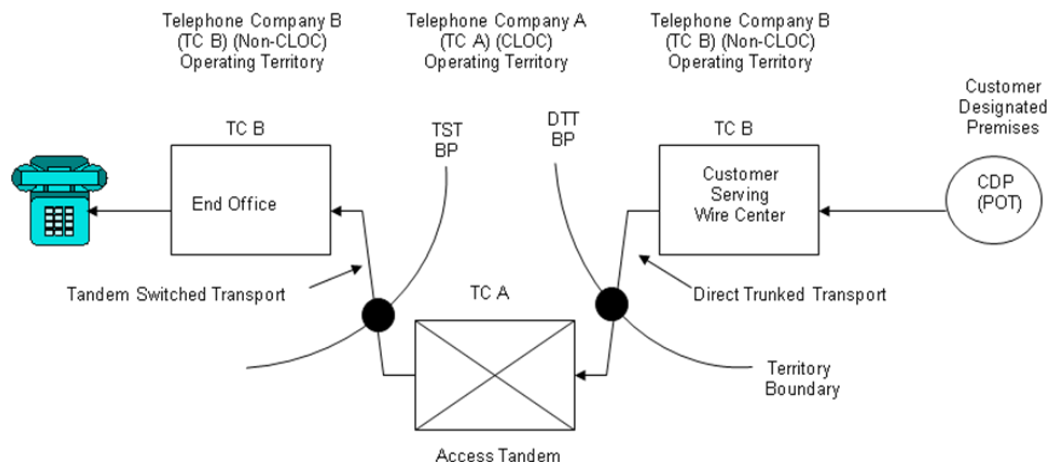 Telephone Company B
(TC B) (Non-CLOC)
Operating Territory
Telephone Company A
(TC A) (CLOC)
Operating Territory
Telephone Company B
(TC B) (Non-CLOC)
Operating Territory
Customer
Designated
Premises
TC B
TST
BP
DTT
BP
TC B
End Office
Customer
Serving
Wire Center
CDP
(POT)
Tandem Switched Transport
TC A
Direct Trunked Transport
Territory
Boundary
Access Tandem